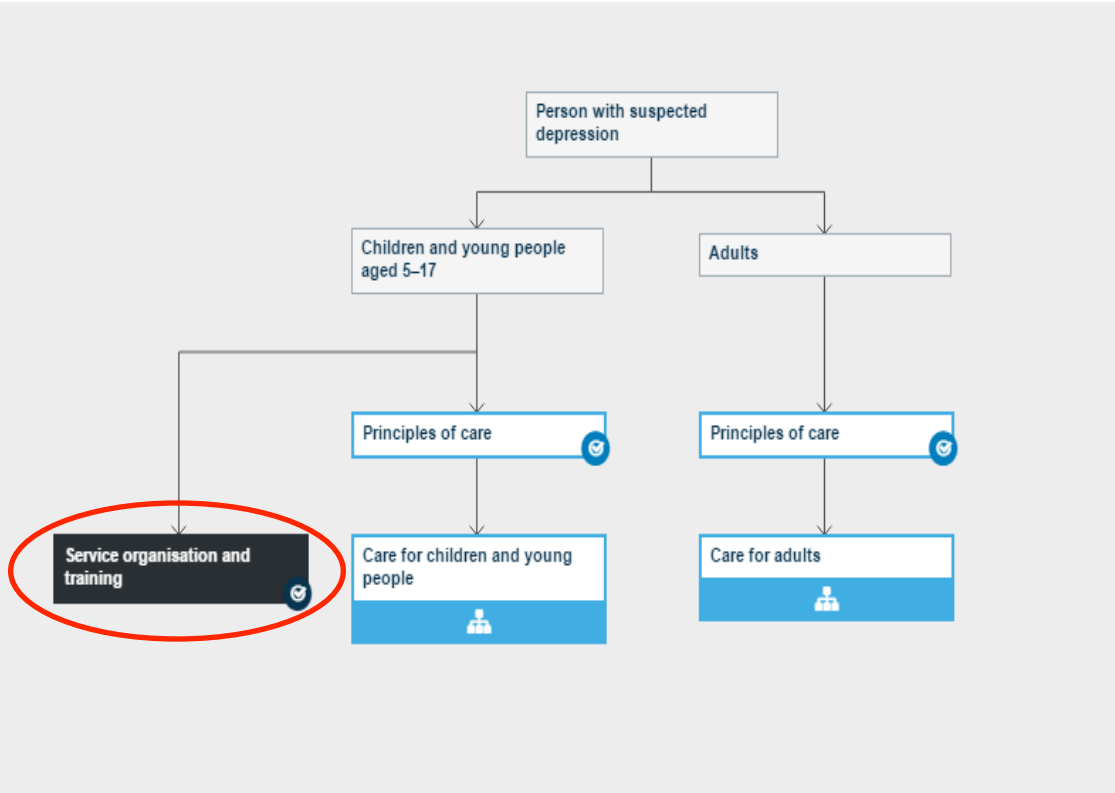 Person with suspected
depression
Children and young people
aged 5–17
Adults
Principles of care
Principles of care
Service organisation and
training
Care for children and young
people
Care for adults